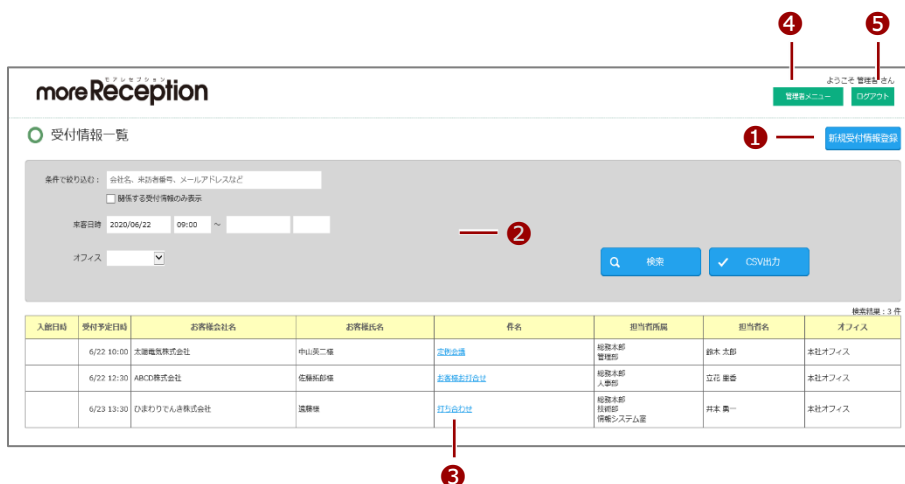 ❹ ❺
モアレセプション
moreReception
ようこそ 管理者 さん
管理者メニュー ログアウト
受付情報一覧
❶
新規受付情報登録
条件で絞り込む: 会社名、来訪者番号、メールアドレスなど
関係する受付情報のみ表示
来客日時 2020/06/22 09:00 ～
❷
オフィス
検索 CSV出力
検索結果:3 件
入館日時 受付予定日時 お客様会社名 お客様氏名 件名 担当者所属 担当者名 オフィス
6/22 10:00 太陽電気株式会社 中山英二様 定例会議 総務本部 管理部 鈴木 太郎 本社オフィス
6/22 12:30 ABCD株式会社 佐藤拓郎様 お客様お打合せ 総務本部 人事部 立花 里香 本社オフィス
6/23 13:30 ひまわりでんき株式会社 遠藤様 打ち合わせ 総務本部 技術部 情報システム室 井本 本社オフィス
❸